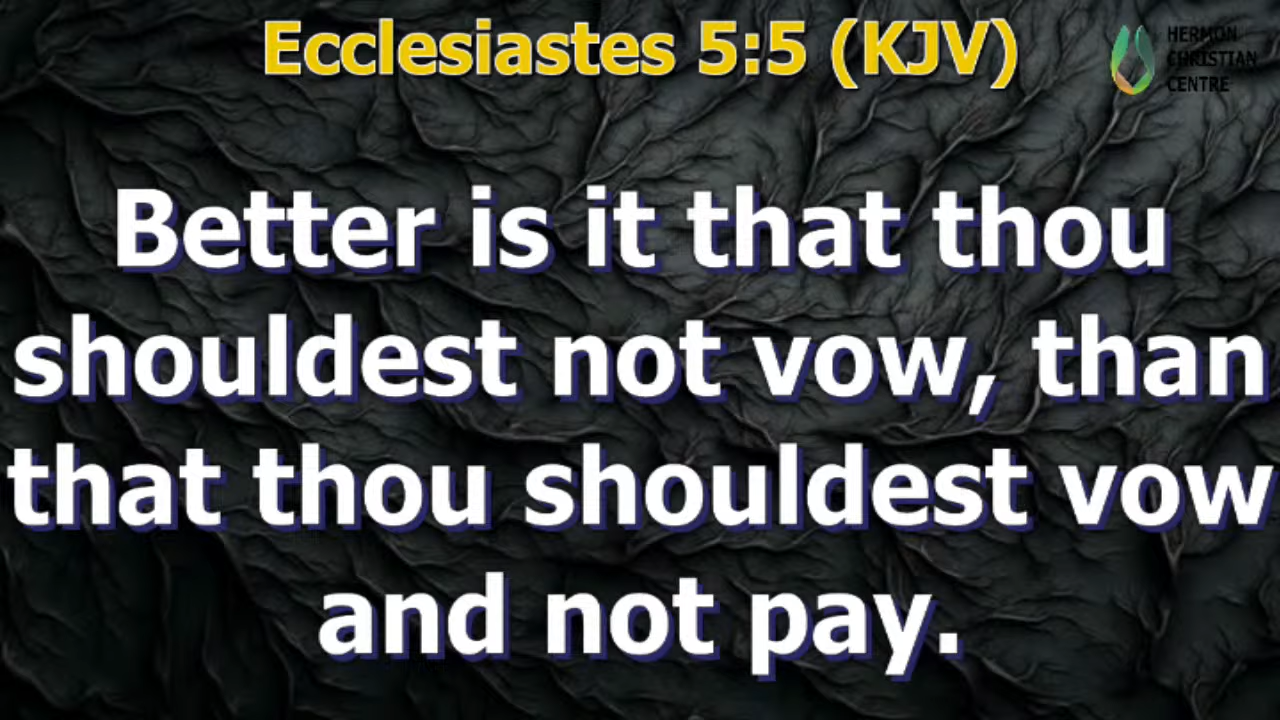 Ecclesiastes 5:5 (KJV)
HERMON
CHRISTIAN
CENTRE
Better is it that thou
shouldest not vow, than
that thou shouldest vow
and not pay.